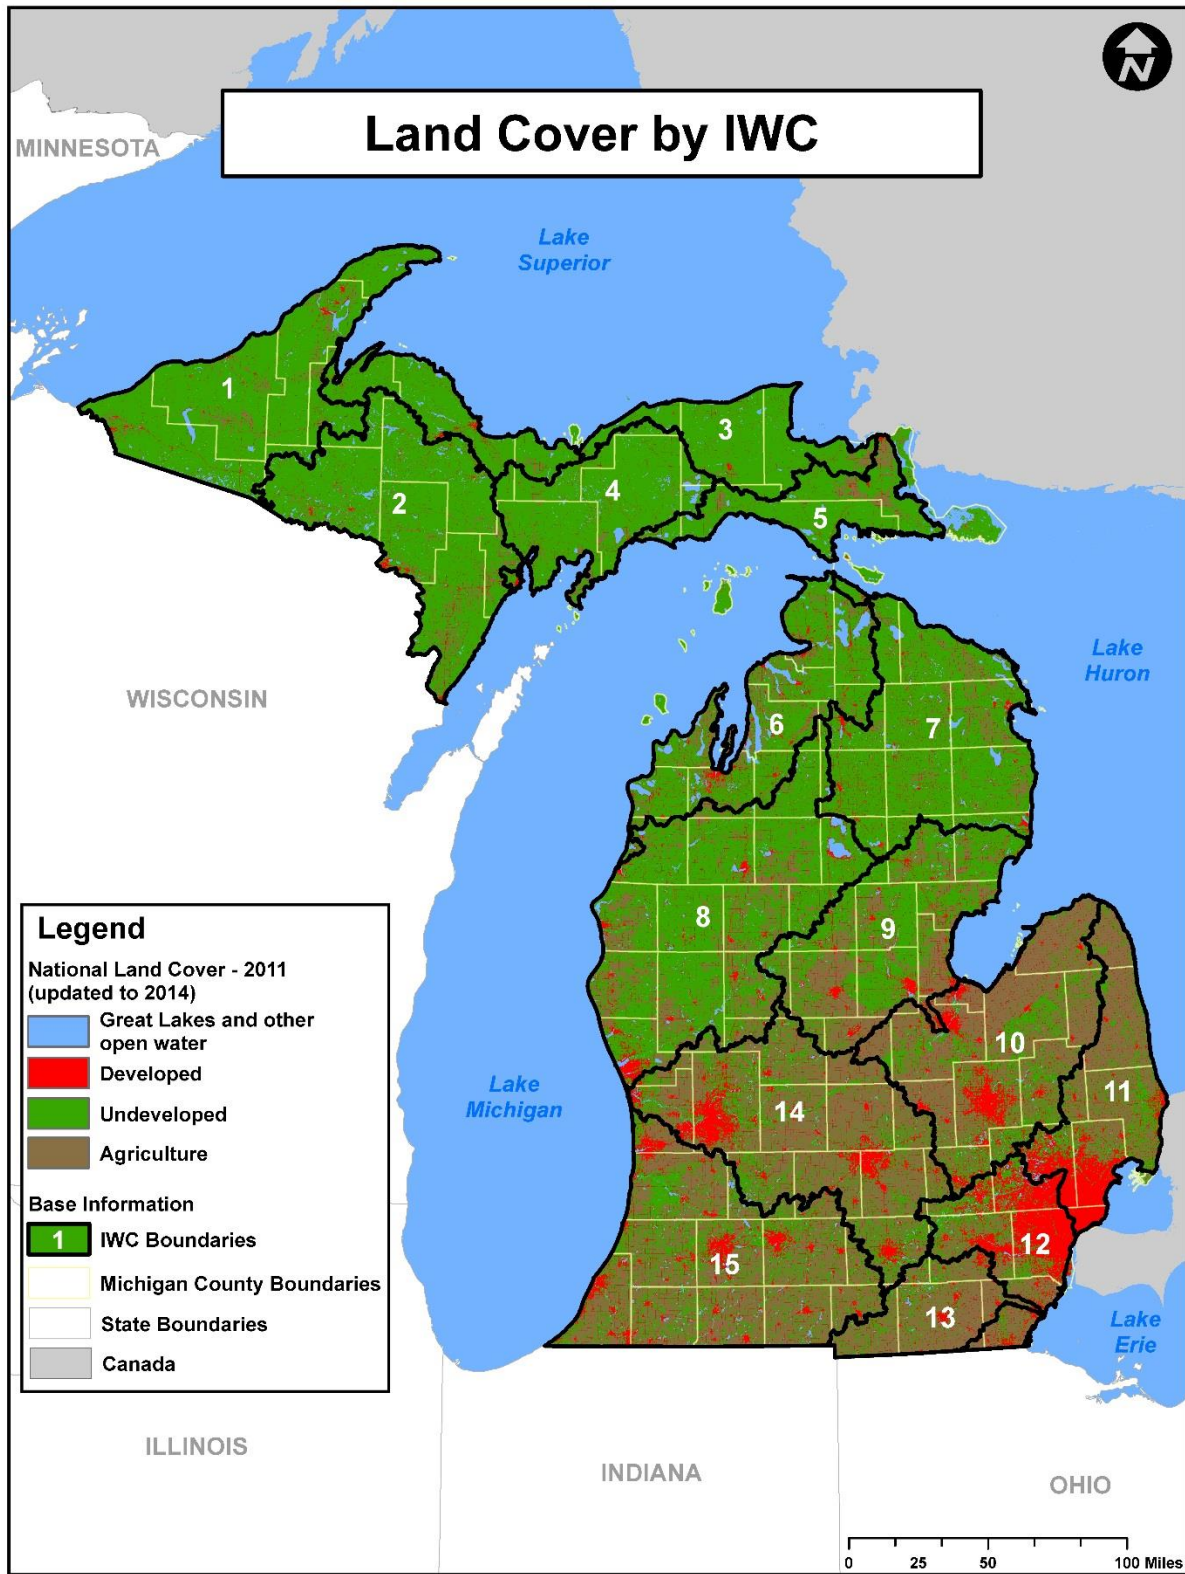 N
Land Cover by IWC
MINNESOTA
Lake
Superior
1
3
2
4
5
Lake
Huron
WISCONSIN
6
7
8
9
10
Lake
Michigan
14
11
12
15
13
Lake
Erie
ILLINOIS
INDIANA
OHIO
Legend
National Land Cover - 2011
(updated to 2014)
Great Lakes and other
open water
Developed
Undeveloped
Agriculture
Base Information
1 IWC Boundaries
Michigan County Boundaries
State Boundaries
Canada
0 25 50 100 Miles